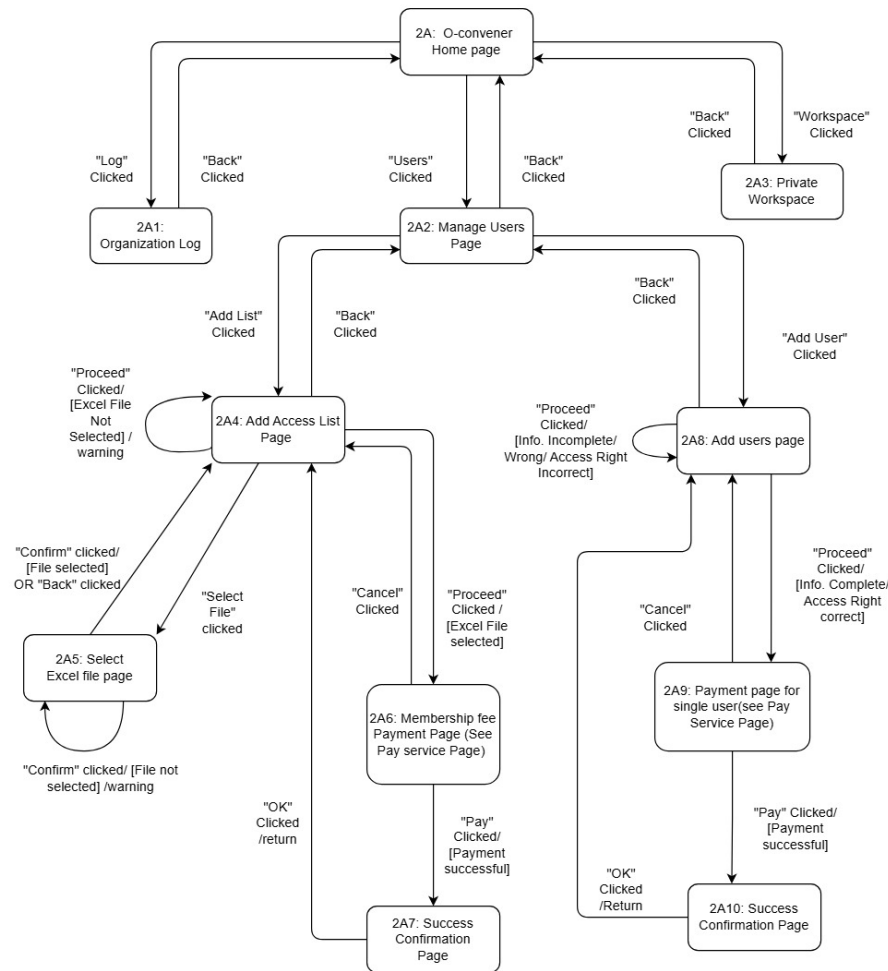 2A: O-convener
Home page
"Log"
Clicked
"Back"
Clicked
"Users"
Clicked
"Back"
Clicked
"Back"
Clicked
"Workspace"
Clicked
2A1:
Organization Log
2A2: Manage Users
Page
2A3: Private
Workspace
"Add List"
Clicked
"Back"
Clicked
"Back"
Clicked
"Add User"
Clicked
"Proceed"
Clicked/
[Excel File
Not
Selected] /
warning
2A4: Add Access List
Page
"Proceed"
Clicked/
[Info. Incomplete/
Wrong/ Access Right
Incorrect]
2A8: Add users page
"Confirm" clicked/
[File selected]
OR "Back" clicked
"Select
File"
clicked
"Cancel"
Clicked
"Proceed"
Clicked /
[Excel File
selected]
"Cancel"
Clicked
"Proceed"
Clicked/
[Info. Complete/
Access Right
correct]
2A5: Select
Excel file page
"Confirm" clicked/ [File not
selected] /warning
2A6: Membership fee
Payment Page (See
Pay service Page)
2A9: Payment page for
single user(see Pay
Service Page)
"OK"
Clicked
/return
"Pay"
Clicked/
[Payment
successful]
"Pay" Clicked/
[Payment
successful]
"OK"
Clicked
/Return
2A7: Success
Confirmation
Page
2A10: Success
Confirmation Page